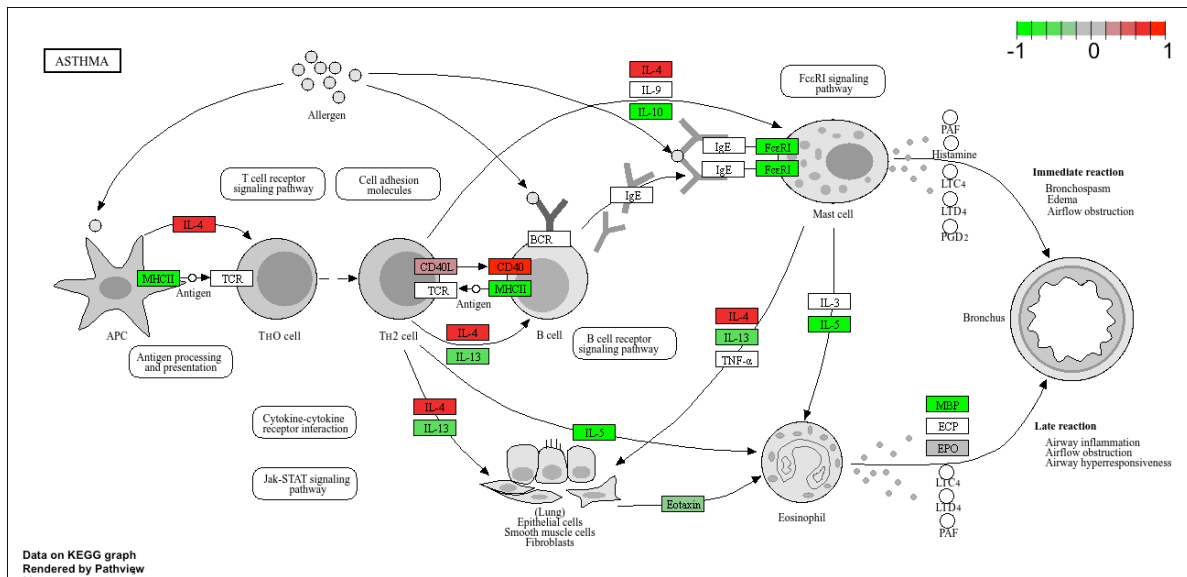 -1
0
1
ASTHMA
Allergen
IL-4
IL-9
IL-10
FcεRI signaling
pathway
T cell receptor
signaling pathway
Cell adhesion
molecules
IgE
FcεRI
IgE
FcεRI
IgE
Mast cell
PAF
Histamine
LTC4
LTD4
PGD2
Immediate reaction
Bronchospasm
Edema
Airflow obstruction
IL-4
MHCII
Antigen
TCR
APC
TH0 cell
CD40L
CD40
TCR
Antigen
MHCII
BCR
TH2 cell
B cell
IL-4
IL-13
B cell receptor
signaling pathway
Antigen processing
and presentation
IL-4
IL-13
TNF-α
IL-3
IL-5
Bronchus
Cytokine-cytokine
receptor interaction
IL-4
IL-13
IL-5
Jak-STAT signaling
pathway
(Lung)
Epithelial cells
Smooth muscle cells
Fibroblasts
Eotaxin
Eosinophil
MBP
ECP
EPO
LTC4
LTD4
PAF
Late reaction
Airway inflammation
Airflow obstruction
Airway hyperresponsiveness
Data on KEGG graph
Rendered by Pathview